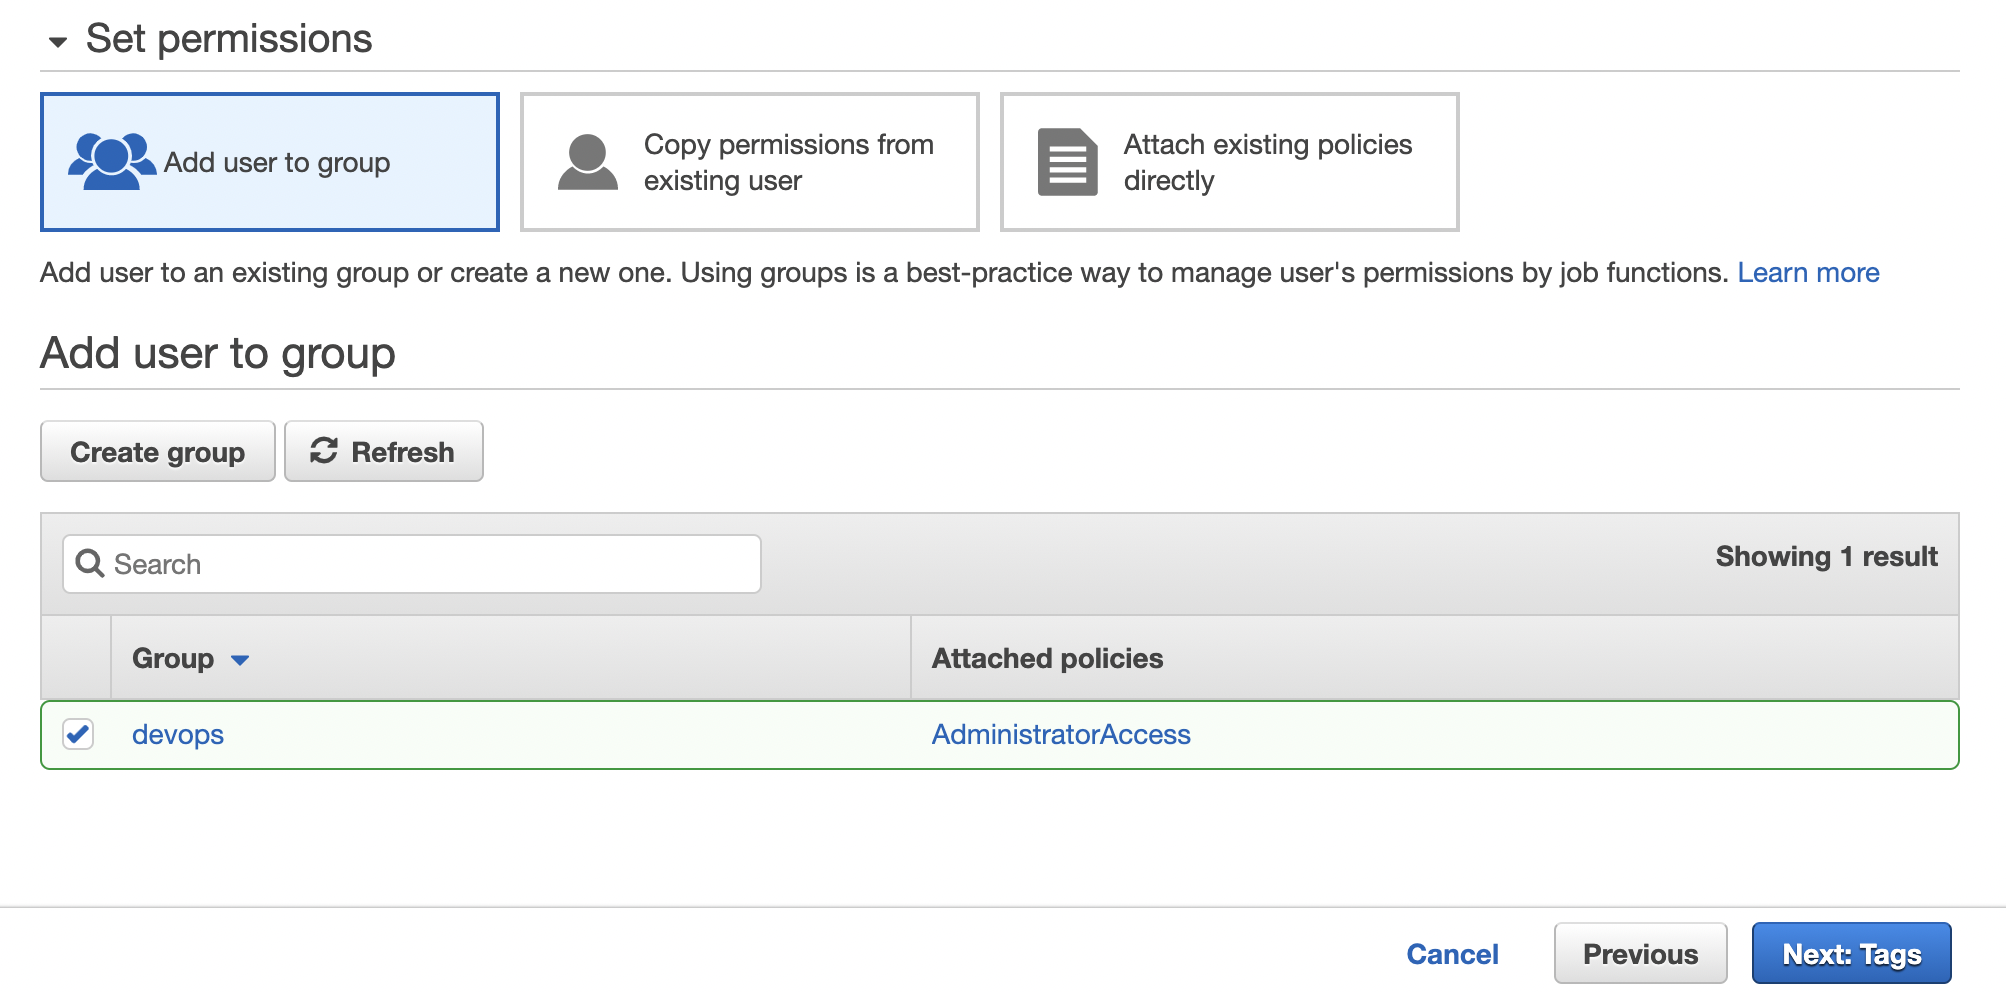 Set permissions
Add user to group
Copy permissions from
existing user
Attach existing policies
directly
Add user to an existing group or create a new one. Using groups is a best-practice way to manage user's permissions by job functions. Learn more
Add user to group
Create group
Refresh
Search
Showing 1 result
Group
Attached policies
devops
AdministratorAccess
Cancel
Previous
Next: Tags